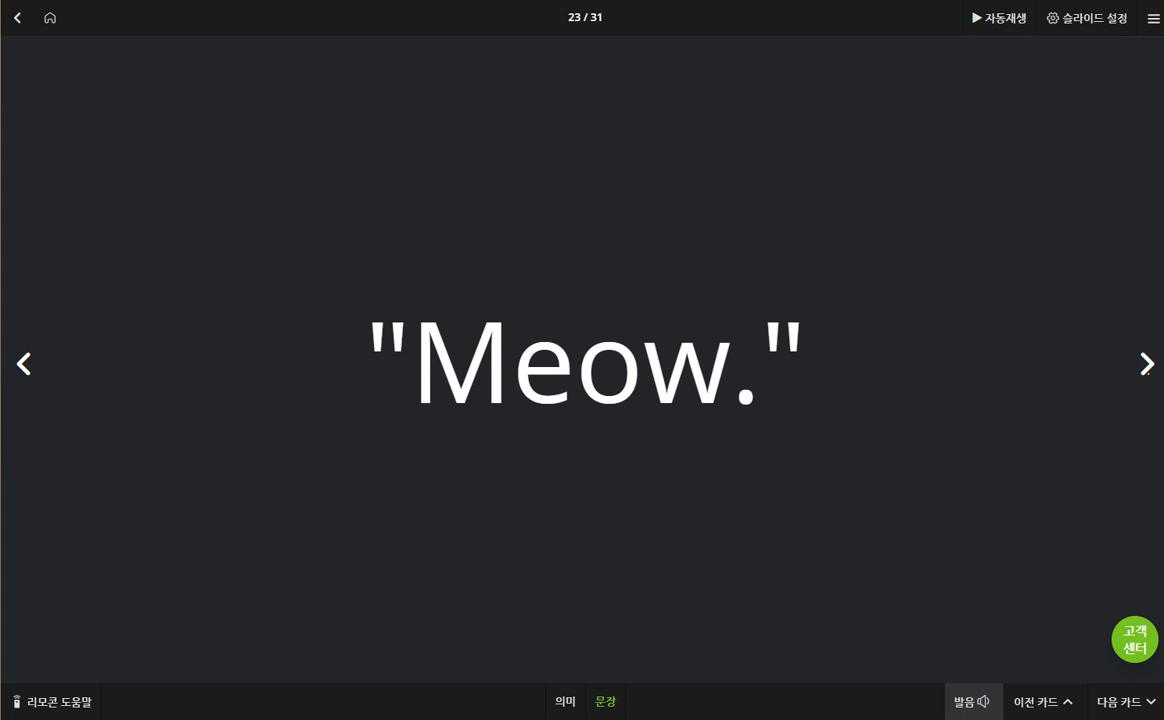 23 / 31
자동재생
슬라이드 설정
"Meow."
고객
센터
리모콘 도움말
의미
문장
발음
이전 카드
다음 카드